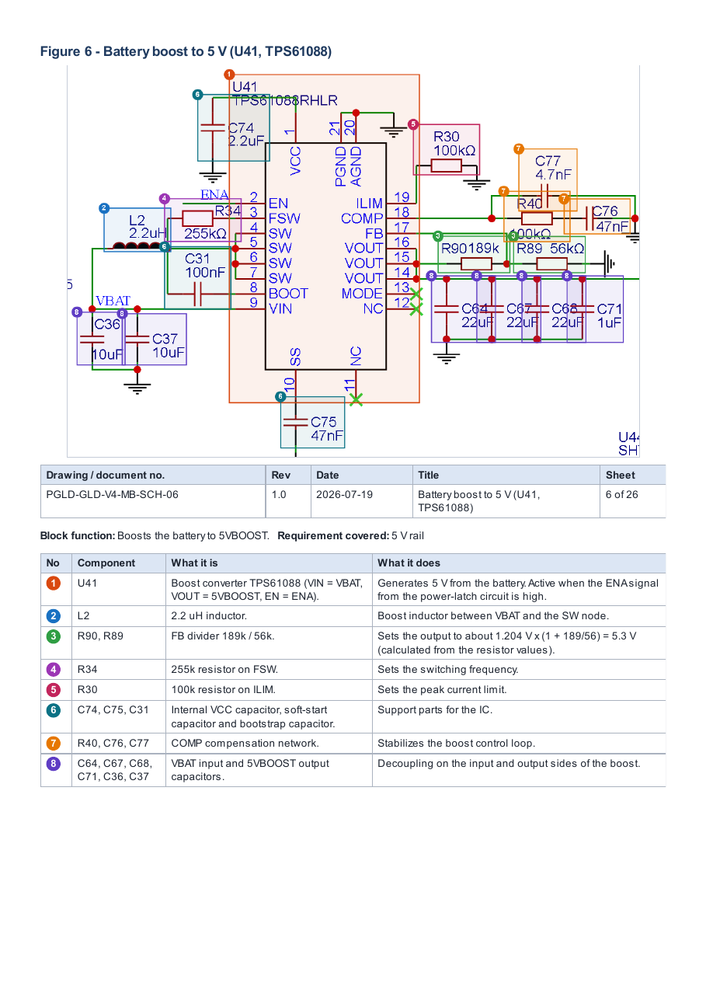 Figure 6 - Battery boost to 5 V (U41, TPS61088)
U41
TPS61088RHLR
C74
2.2uF
1
VCC
21
20
PGND
AGND
R30
100kΩ
C77
4.7nF
R40
100kΩ
C76
47nF
ENA
R34
255kΩ
L2
2.2uH
C31
100nF
2 EN
3 FSW
4 SW
5 SW
6 SW
7 SW
8 BOOT
9 VIN
ILIM 19
COMP 18
FB 17
VOUT 16
VOUT 15
VOUT 14
MODE 13
NC 12
R90 189k
R89 56kΩ
C64
22uF
C67
22uF
C68
22uF
C71
1uF
5
VBAT
C36
10uF
C37
10uF
SS
10
NC
11
C75
47nF
Drawing / document no. Rev Date Title Sheet
PGLD-GLD-V4-MB-SCH-06 1.0 2026-07-19 Battery boost to 5 V (U41, 6 of 26
TPS61088)
Block function: Boosts the battery to 5VBOOST. Requirement covered: 5 V rail
No Component What it is What it does
1 U41 Boost converter TPS61088 (VIN = VBAT, Generates 5 V from the battery. Active when the ENA signal
VOUT = 5VBOOST, EN = ENA). from the power-latch circuit is high.
2 L2 2.2 uH inductor. Boost inductor between VBAT and the SW node.
3 R90, R89 FB divider 189k / 56k. Sets the output to about 1.204 V x (1 + 189/56) = 5.3 V
(calculated from the resistor values).
4 R34 255k resistor on FSW. Sets the switching frequency.
5 R30 100k resistor on ILIM. Sets the peak current limit.
6 C74, C75, C31 Internal VCC capacitor, soft-start Support parts for the IC.
capacitor and bootstrap capacitor.
7 R40, C76, C77 COMP compensation network. Stabilizes the boost control loop.
8 C64, C67, C68, VBAT input and 5VBOOST output Decoupling on the input and output sides of the boost.
C71, C36, C37 capacitors.